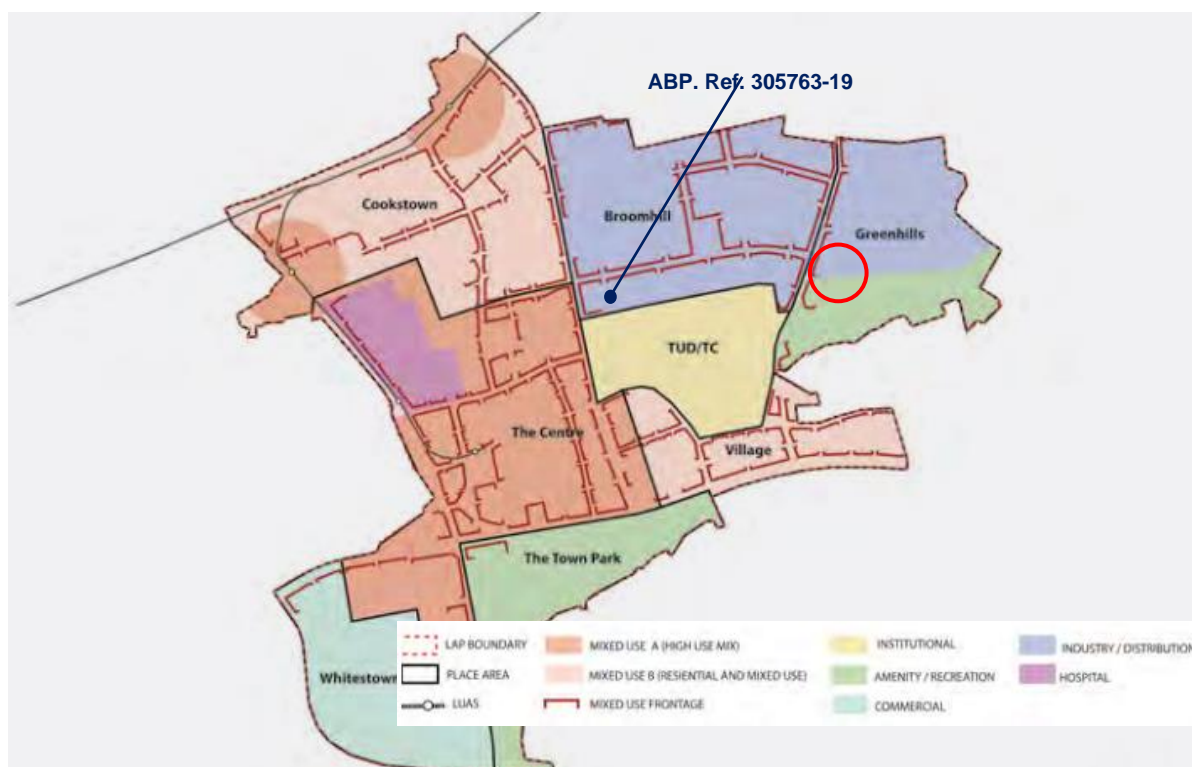 ABP. Ref. 305763-19
Cookstown
Broomhill
Greenhills
TUD/TC
The Centre
Village
The Town Park
Whitestown
LAP BOUNDARY
MIXED USE A (HIGH USE MIX)
INSTITUTIONAL
INDUSTRY / DISTRIBUTION
PLACE AREA
MIXED USE B (RESIENTIAL AND MIXED USE)
AMENITY / RECREATION
HOSPITAL
LUAS
MIXED USE FRONTAGE
COMMERCIAL